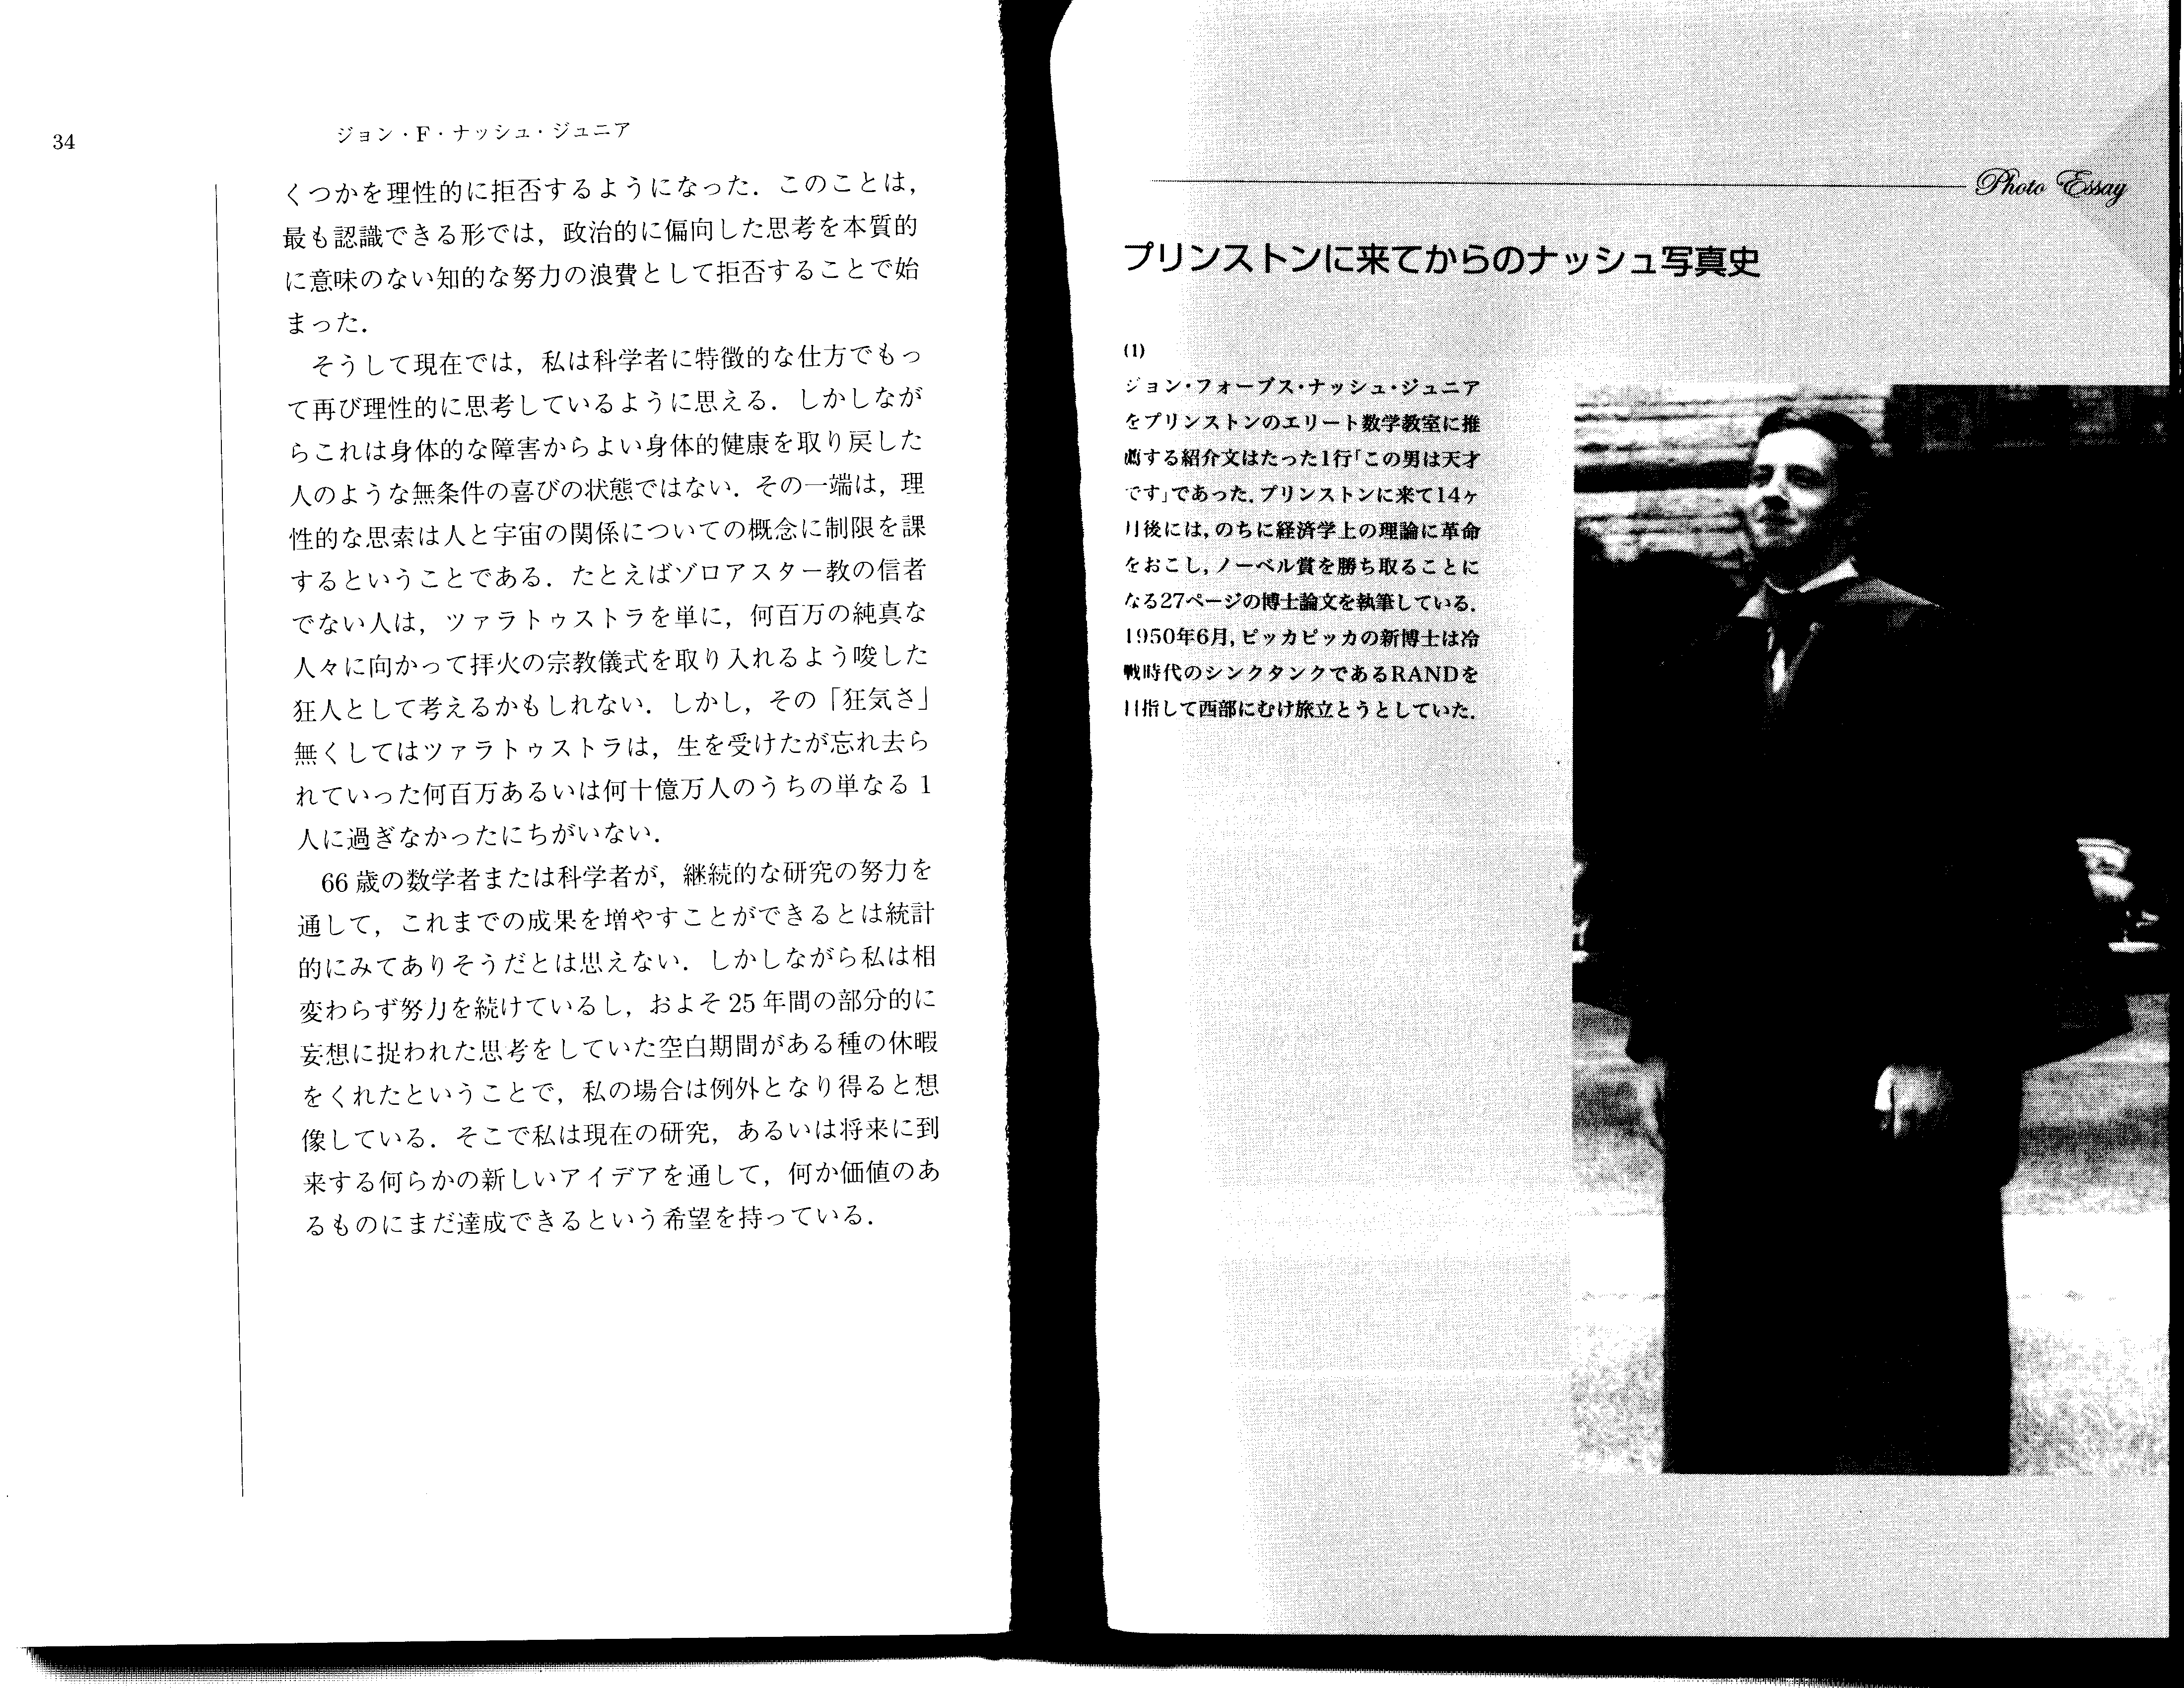 34
ジョン・F・ナッシュ・ジュニア
くつかを理性的に拒否するようになった．このことは，
最も認識できる形では，政治的に偏向した思考を本質的
に意味のない知的な努力の浪費として拒否することで始
まった．
そうして現在では，私は科学者に特徴的な仕方でもっ
て再び理性的に思考しているように思える．しかしなが
らこれは身体的な障害からよい身体的健康を取り戻した
人のような無条件の喜びの状態ではない．その一端は，理
性的な思索は人と宇宙の関係についての概念に制限を課
するということである．たとえばゾロアスター教の信者
でない人は，ツァラトゥストラを単に，何百万の純真な
人々に向かって拝火の宗教儀式を取り入れるよう唆した
狂人として考えるかもしれない．しかし，その「狂気さ」
無くしてはツァラトゥストラは，生を受けたが忘れ去ら
れていった何百万あるいは何十億万人のうちの単なる 1
人に過ぎなかったにちがいない．
66 歳の数学者または科学者が，継続的な研究の努力を
通して，これまでの成果を増やすことができるとは統計
的にみてありそうだとは思えない．しかしながら私は相
変わらず努力を続けているし，およそ 25 年間の部分的に
妄想に捉われた思考をしていた空白期間がある種の休暇
をくれたということで，私の場合は例外となり得ると想
像している．そこで私は現在の研究，あるいは将来に到
来する何らかの新しいアイデアを通して，何か価値のあ
るものにまだ達成できるという希望を持っている．
Photo Essay
プリンストンに来てからのナッシュ写真史
(1)
ジョン・フォーブス・ナッシュ・ジュニア
をプリンストンのエリート数学教室に推
薦する紹介文はたった1行「この男は天才
です」であった．プリンストンに来て14ヶ
月後には，のちに経済学上の理論に革命
をおこし，ノーベル賞を勝ち取ることに
なる27ページの博士論文を執筆している．
1950年6月，ピッカピッカの新博士は冷
戦時代のシンクタンクであるRANDを
目指して西部にむけ旅立とうとしていた．